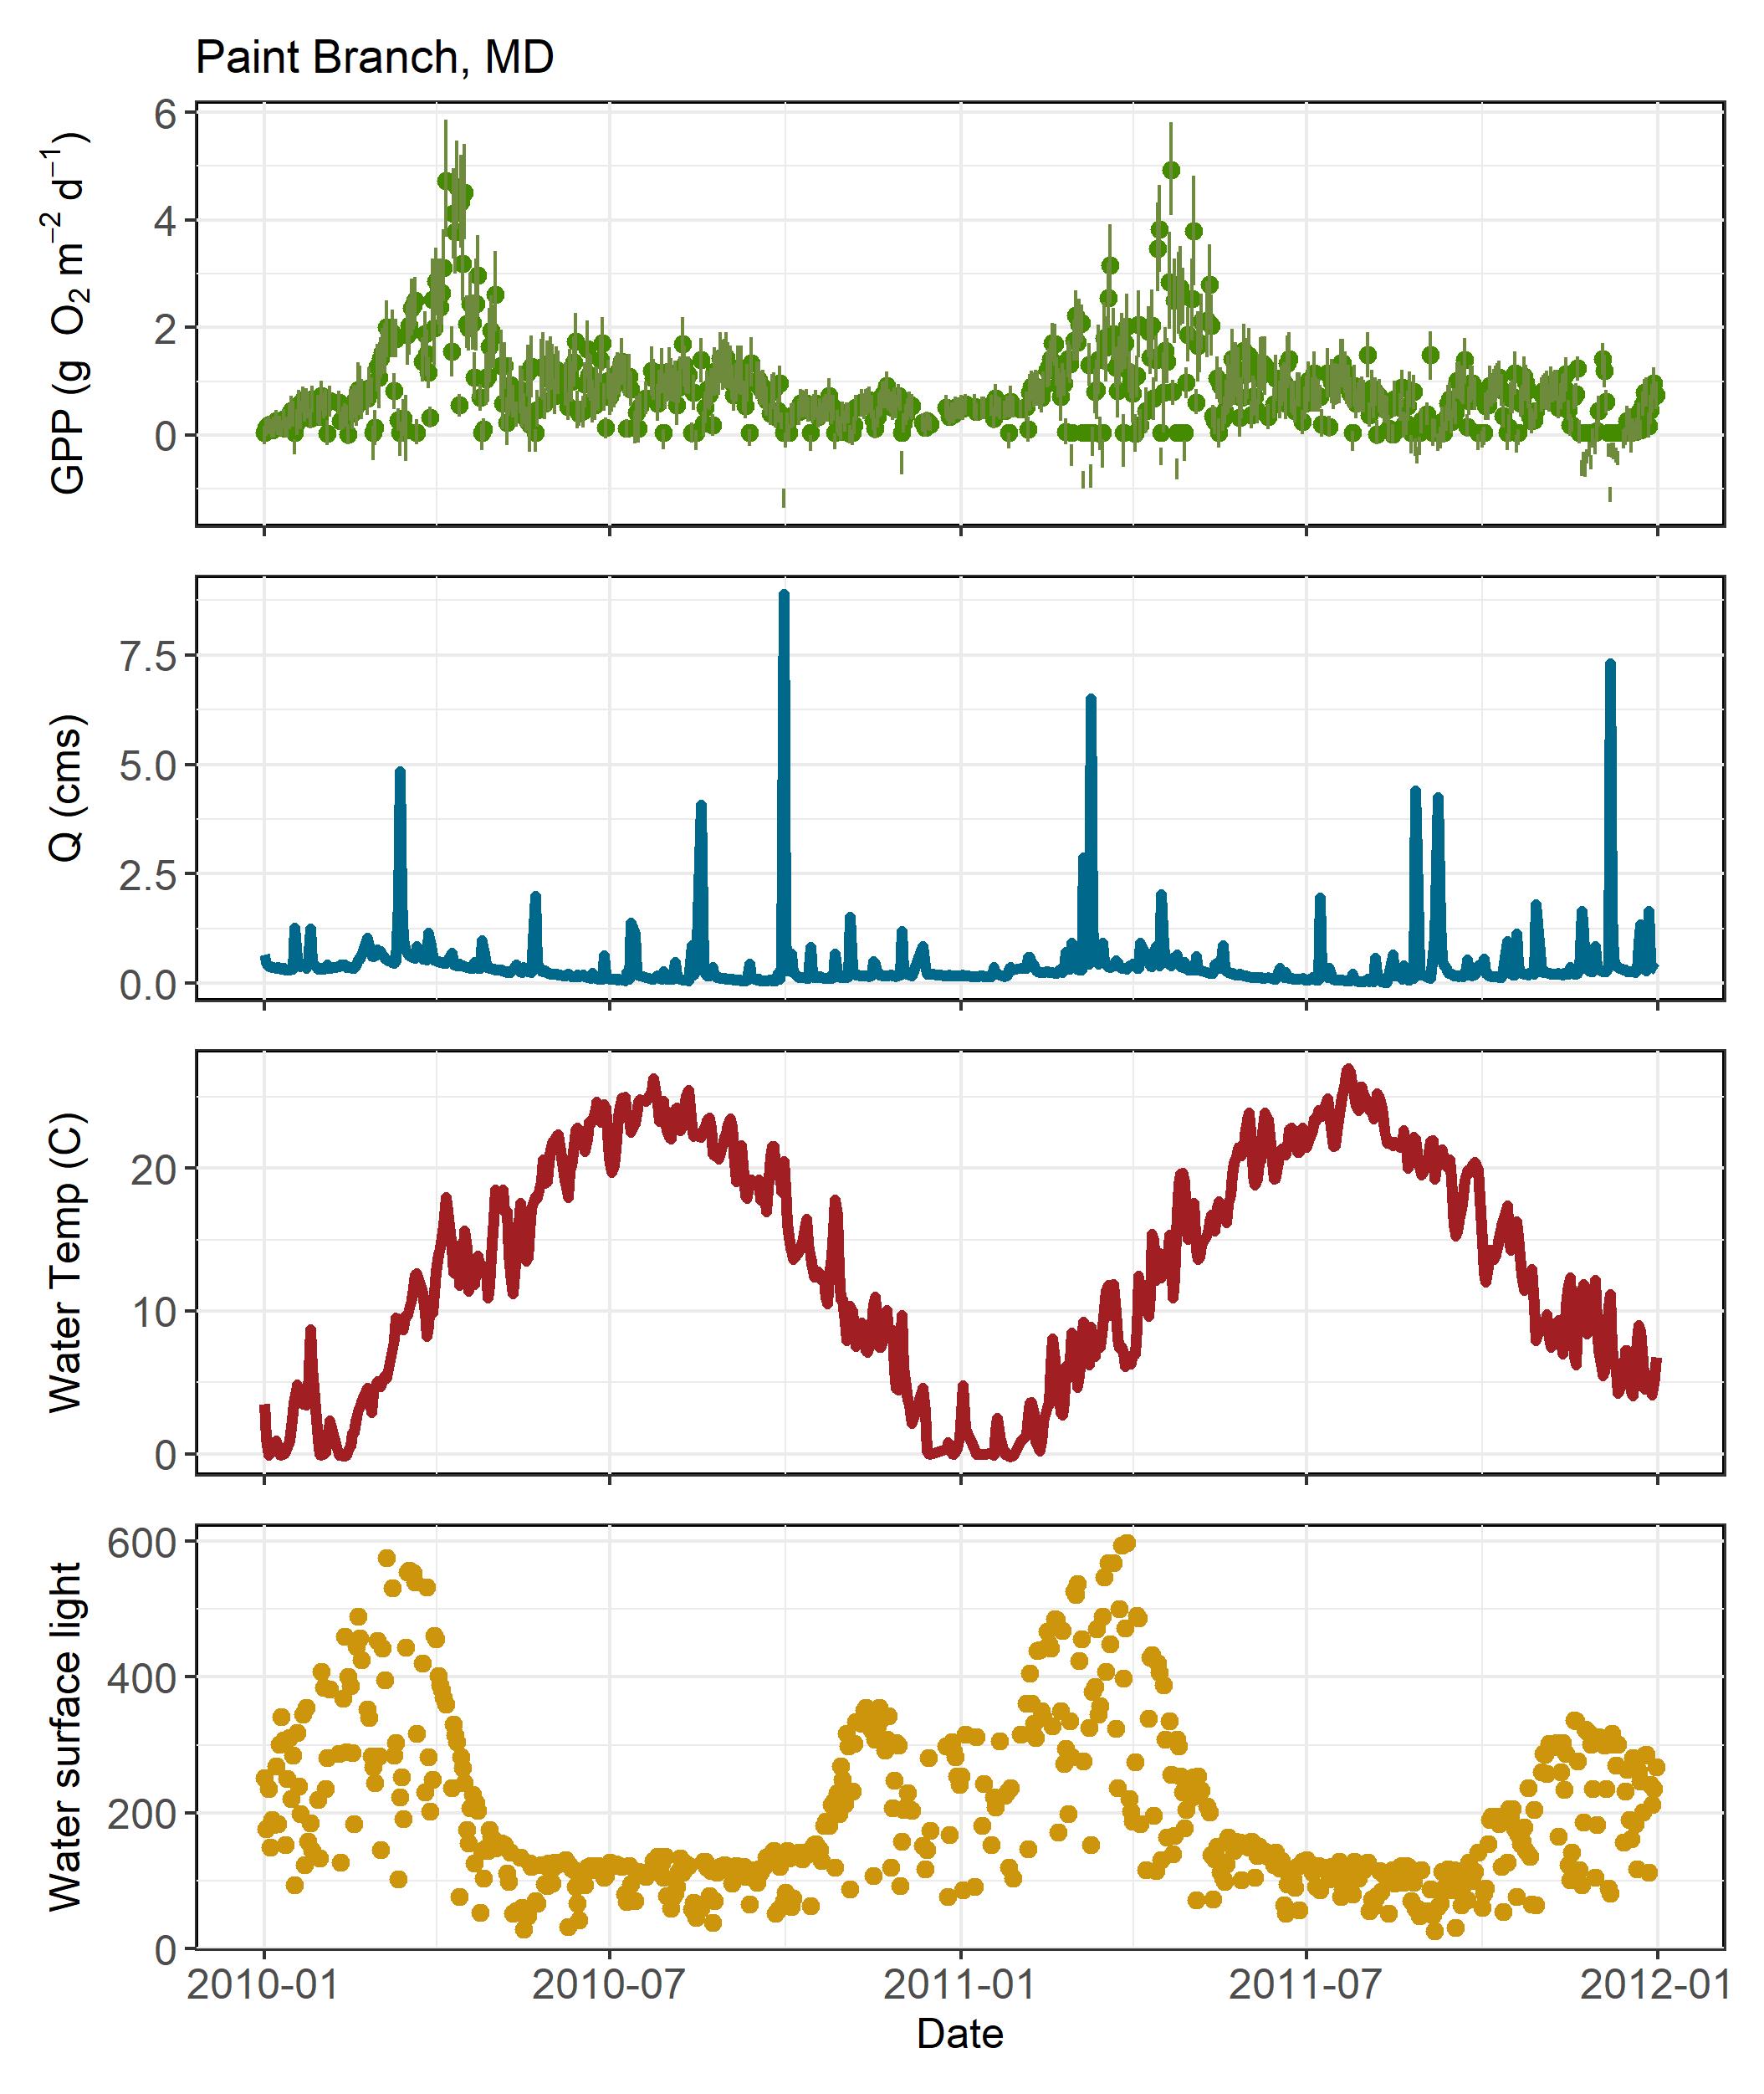 Paint Branch, MD
GPP (g O₂ m⁻² d⁻¹)
6
4
2
0
Q (cms)
7.5
5.0
2.5
0.0
Water Temp (C)
20
10
0
Water surface light
600
400
200
0
2010-01 2010-07 2011-01 2011-07 2012-01
Date